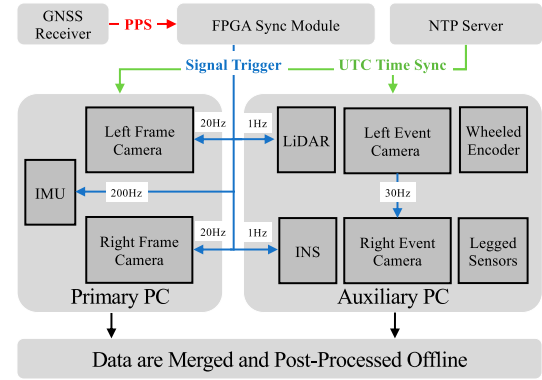 GNSS
Receiver
PPS
FPGA Sync Module
NTP Server
Signal Trigger
UTC Time Sync
Left Frame
Camera
20Hz
1Hz
LiDAR
Left Event
Camera
Wheeled
Encoder
IMU
200Hz
30Hz
Right Frame
Camera
20Hz
1Hz
INS
Right Event
Camera
Legged
Sensors
Primary PC
Auxiliary PC
Data are Merged and Post-Processed Offline